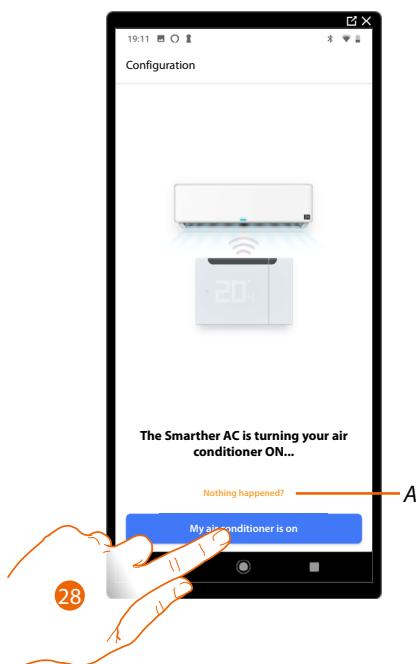 19:11
Configuration
20
The Smarther AC is turning your air
conditioner ON...
Nothing happened?
A
My air conditioner is on
28